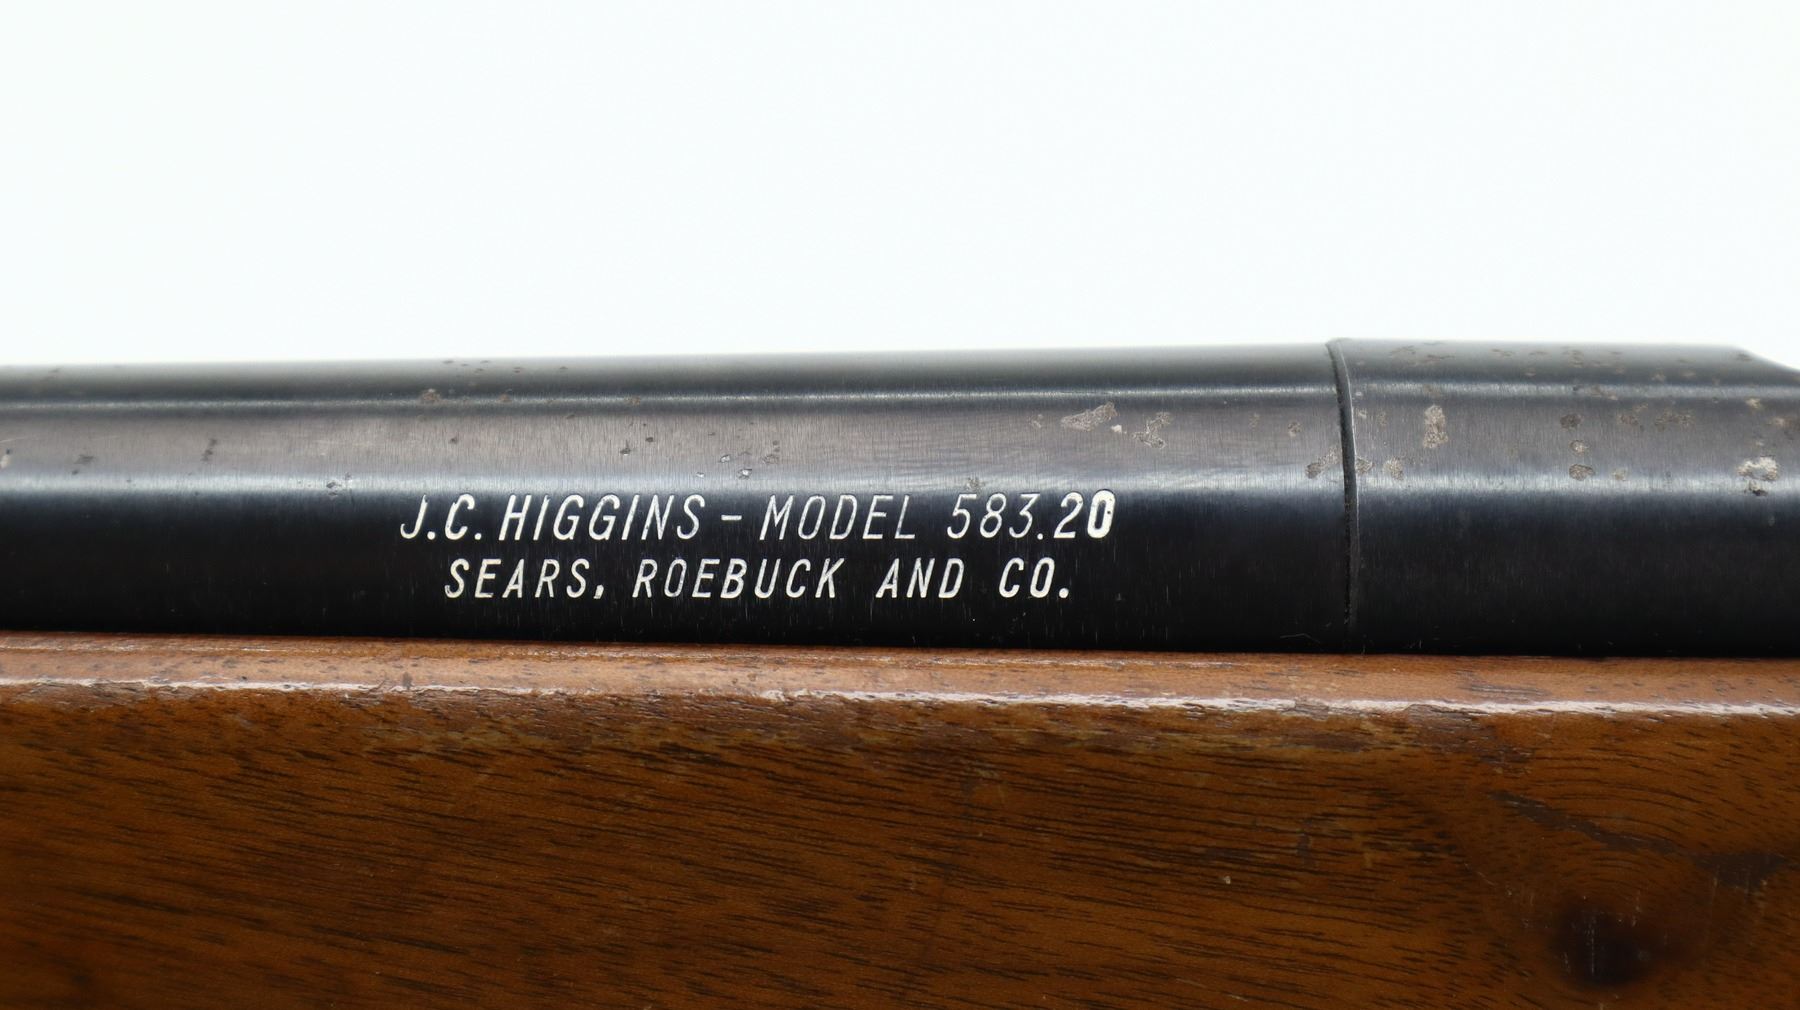 J.C. HIGGINS - MODEL 583.20
SEARS, ROEBUCK AND CO.